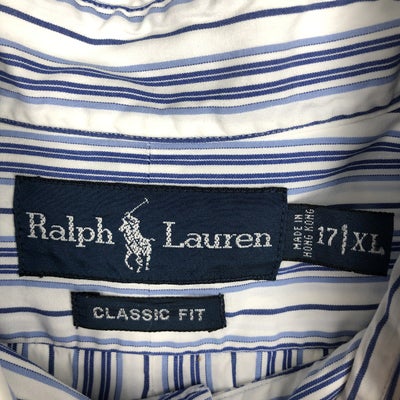 Ralph Lauren
MADE IN
HONG KONG
17 XL
CLASSIC FIT